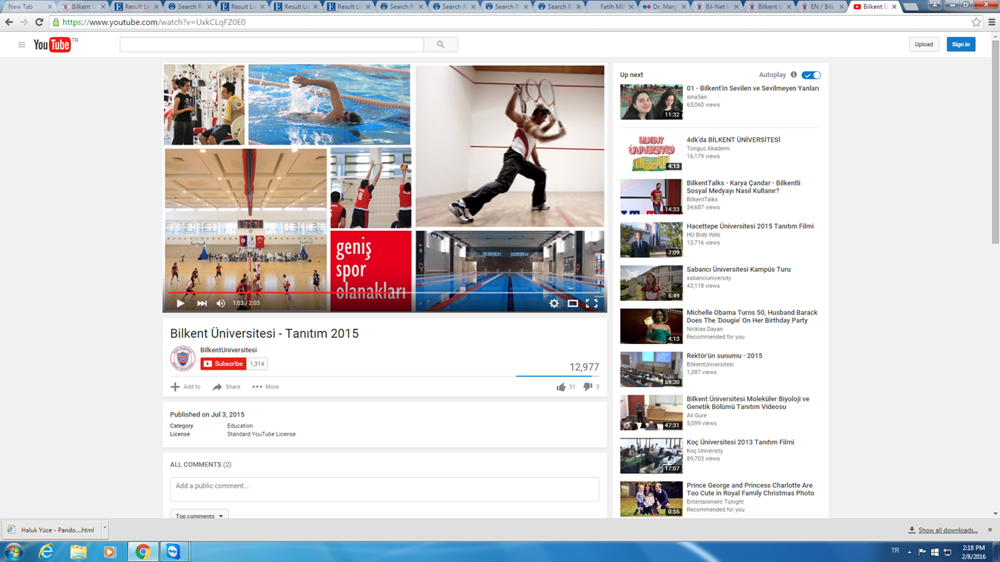 New Tab
Bilkent U
Result Lis
Search R
Result Lis
Result Lis
Result Lis
Search R
Search R
Search R
Search R
Fatih Mh
Dr. Marg
Bil-Net L
Bilkent U
EN / Bilke
Bilkent Ü
https://www.youtube.com/watch?v=UxkCLqFZ0E0
YouTube TR
Upload
Sign in
geniş
spor
olanakları
1:03 / 2:03
Bilkent Üniversitesi - Tanıtım 2015
BilkentUniversitesi
Subscribe 1,314
12,977
Add to Share More 31 3
Published on Jul 3, 2015
Category Education
License Standard YouTube License
ALL COMMENTS (2)
Add a public comment...
Top comments
Up next Autoplay
01 - Bilkent'in Sevilen ve Sevilmeyen Yanları
sinaSan
63,060 views
11:32
BİLKENT
ÜNİVERSİTESİ
4:13
4dk'da BİLKENT ÜNİVERSİTESİ
Tonguc Akademi
16,179 views
BilkentTalks - Karya Çandar - Bilkentli
Sosyal Medyayı Nasıl Kullanır?
BilkentTalks
34,687 views
14:33
Hacettepe Üniversitesi 2015 Tanıtım Filmi
HU Bidb Web
13,716 views
7:09
Sabancı Üniversitesi Kampüs Turu
sabanciuniversity
43,118 views
5:49
Michelle Obama Turns 50, Husband Barack
Does The 'Dougie' On Her Birthday Party
Nicklas Dayan
Recommended for you
4:13
Rektör'ün sunumu - 2015
BilkentUniversitesi
1,087 views
59:30
Bilkent Üniversitesi Moleküler Biyoloji ve
Genetik Bölümü Tanıtım Videosu
Ali Gure
5,099 views
47:31
Koç Üniversitesi 2013 Tanıtım Filmi
Koç University
89,703 views
17:07
Prince George and Princess Charlotte Are
Too Cute in Royal Family Christmas Photo
Entertainment Tonight
Recommended for you
0:55
Haluk Yüce - Pando....html
Show all downloads...
TR
2:18 PM
2/8/2016